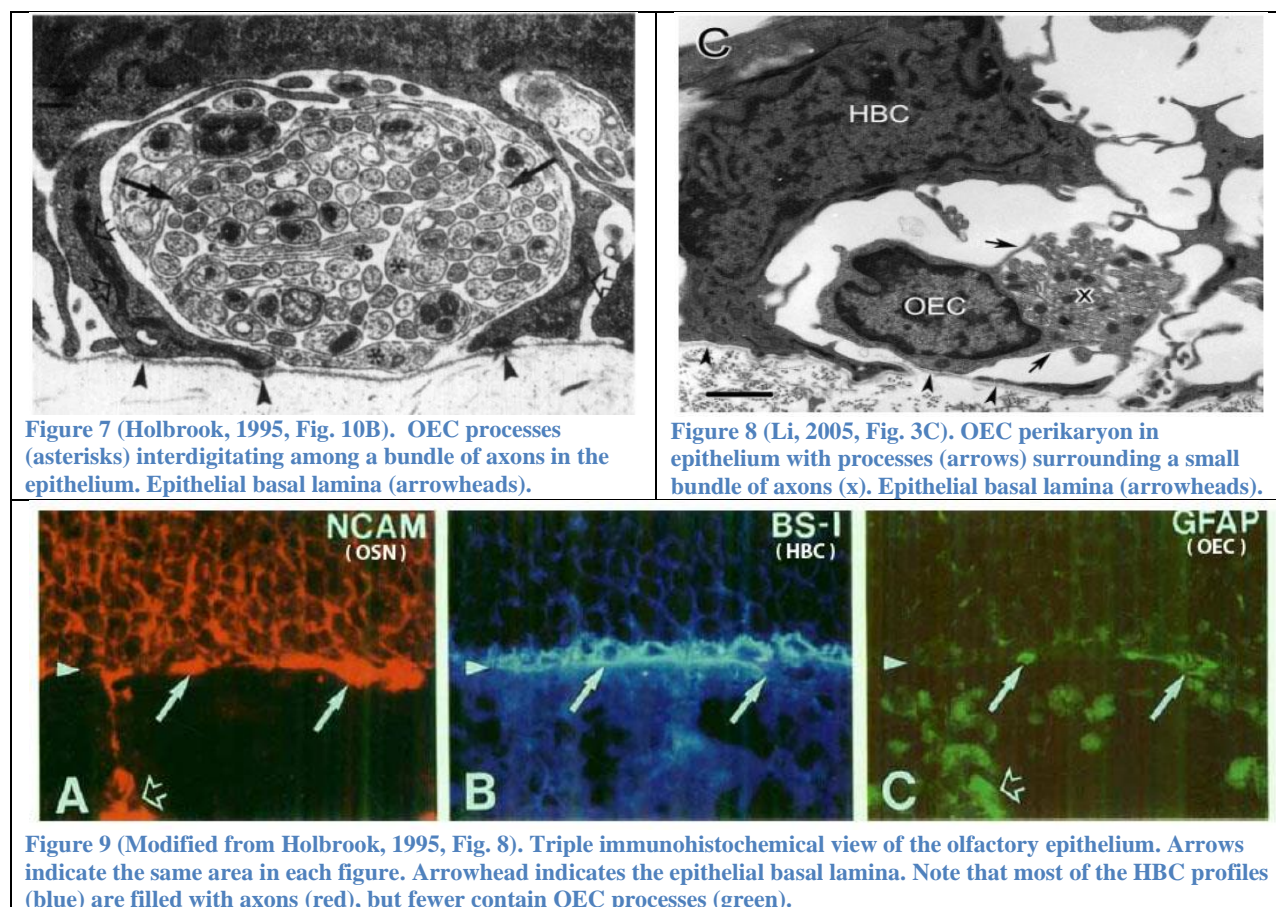 Figure 7 (Holbrook, 1995, Fig. 10B). OEC processes
(asterisks) interdigitating among a bundle of axons in the
epithelium. Epithelial basal lamina (arrowheads).
C
HBC
OEC
x
Figure 8 (Li, 2005, Fig. 3C). OEC perikaryon in
epithelium with processes (arrows) surrounding a small
bundle of axons (x). Epithelial basal lamina (arrowheads).
NCAM
(OSN)
A
BS-I
(HBC)
B
GFAP
(OEC)
C
Figure 9 (Modified from Holbrook, 1995, Fig. 8). Triple immunohistochemical view of the olfactory epithelium. Arrows
indicate the same area in each figure. Arrowhead indicates the epithelial basal lamina. Note that most of the HBC profiles
(blue) are filled with axons (red), but fewer contain OEC processes (green).